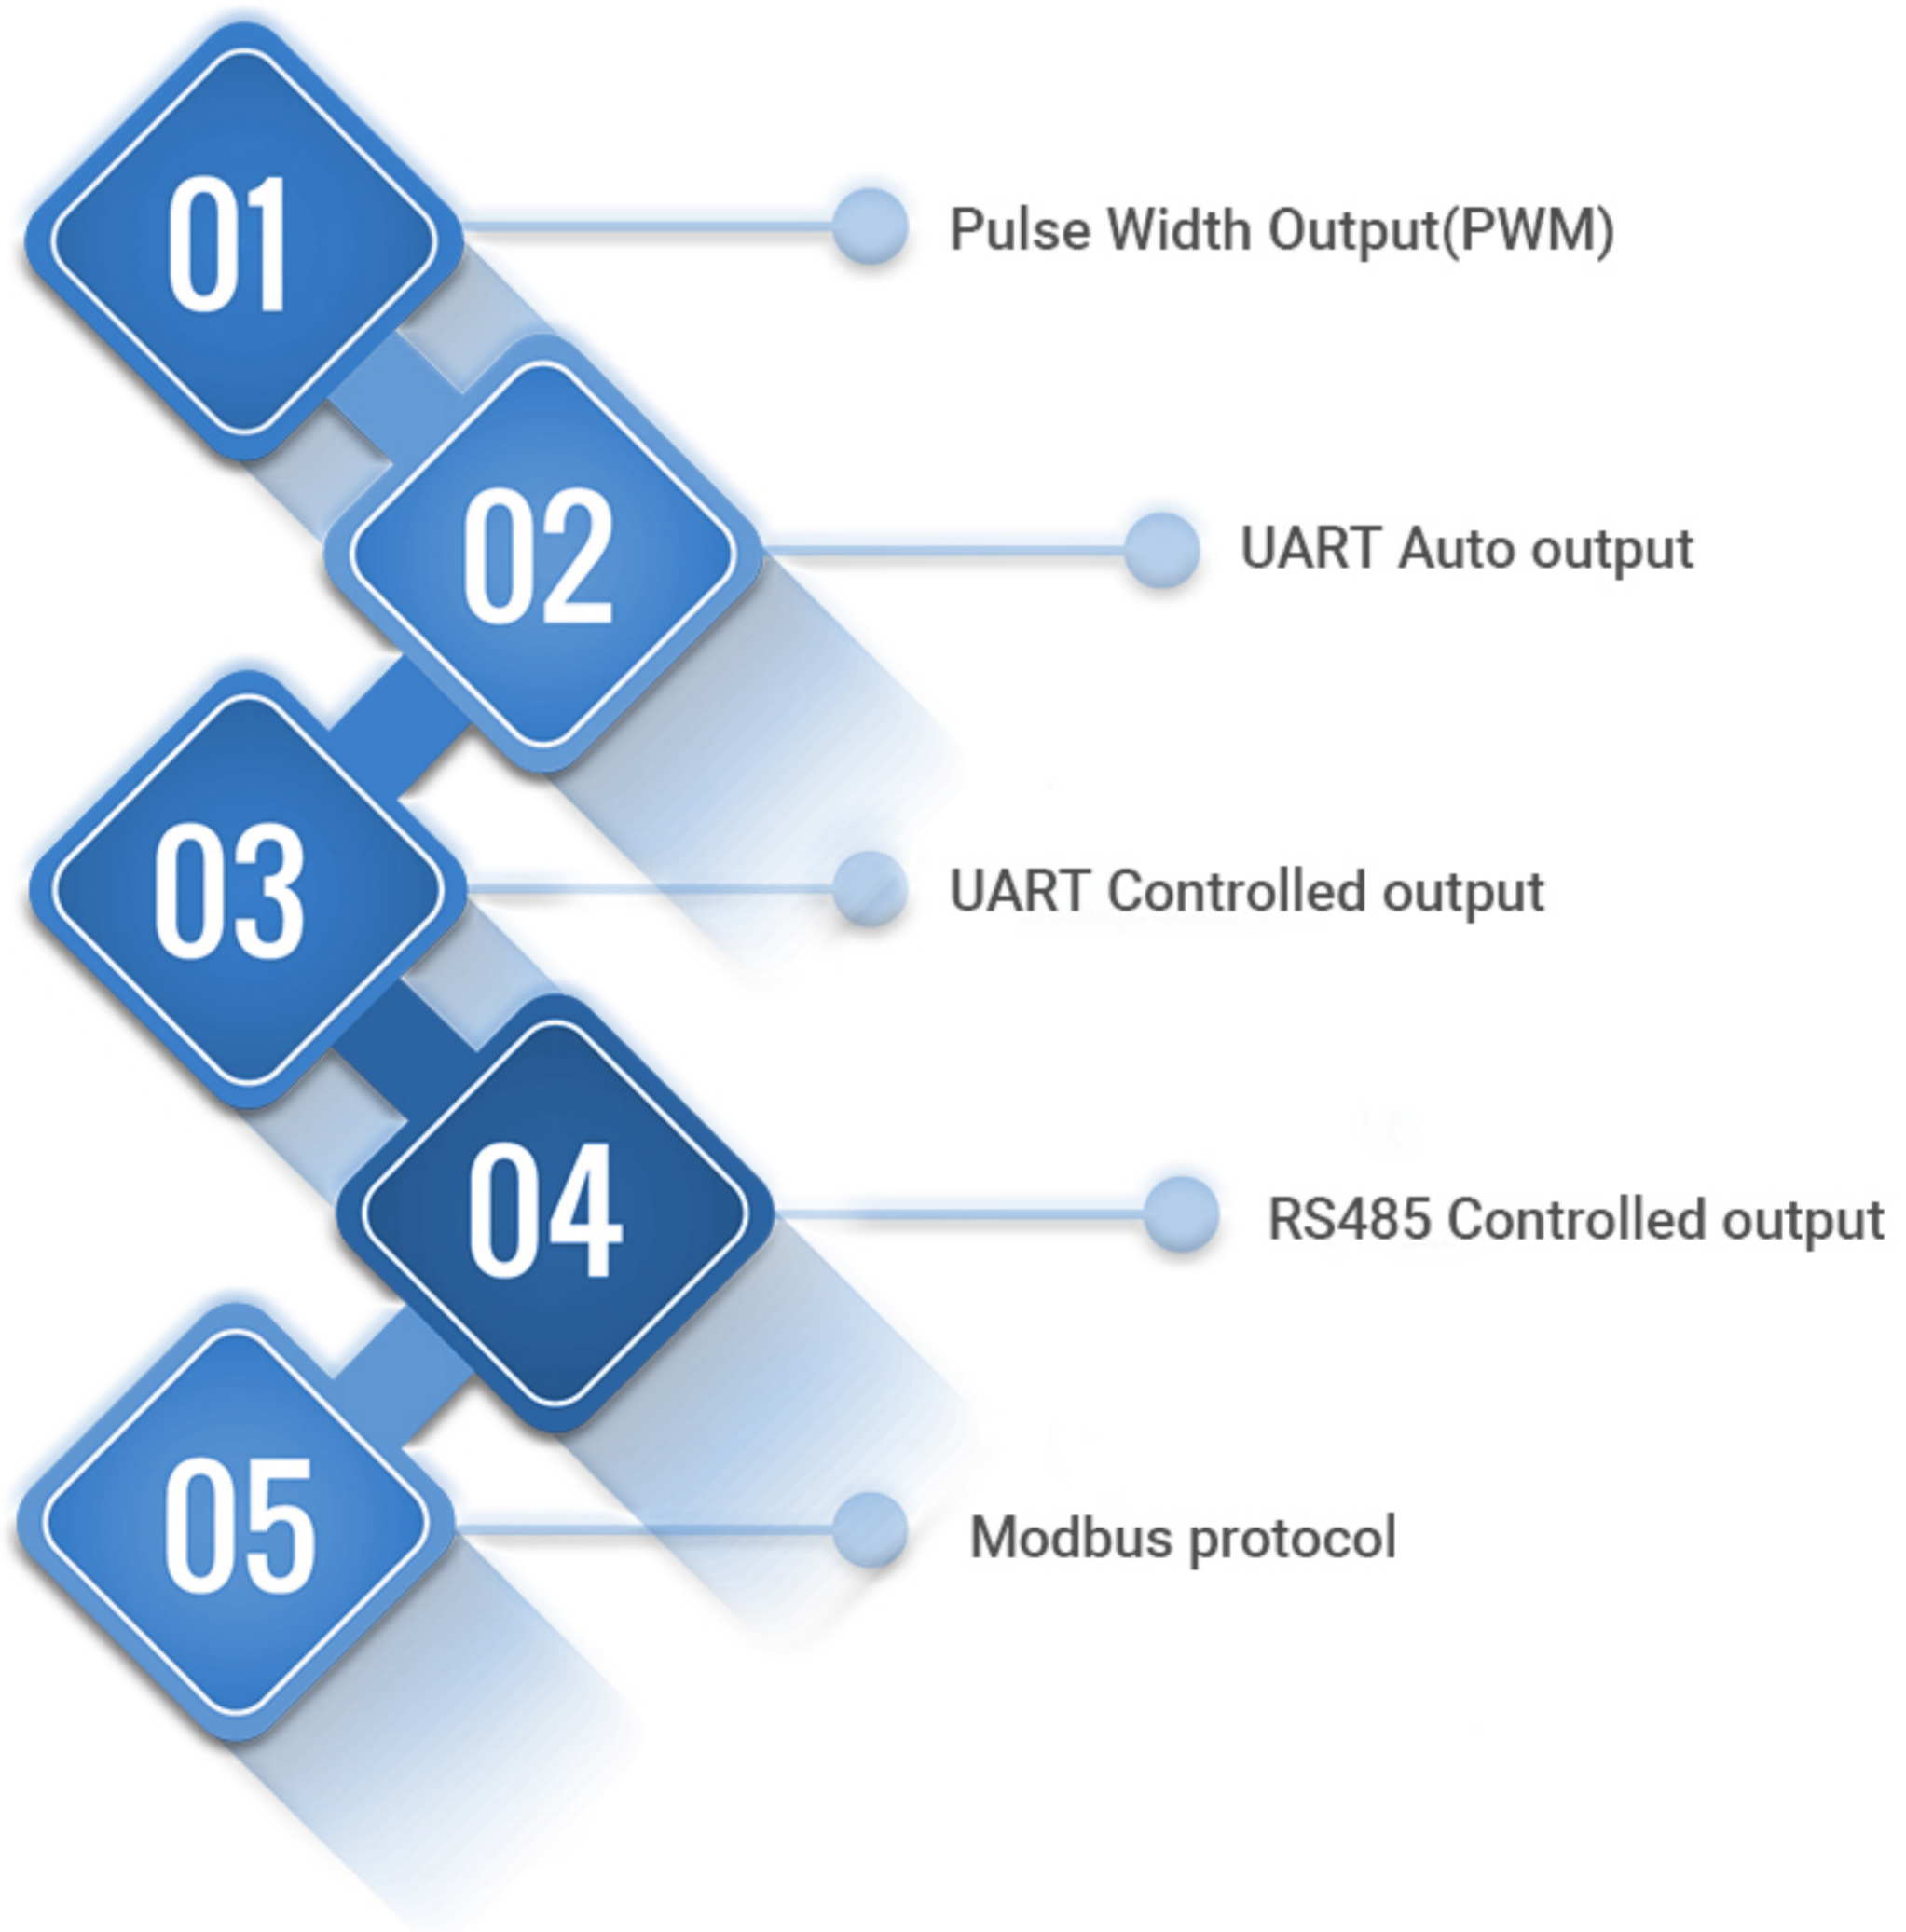 01
Pulse Width Output(PWM)
02
UART Auto output
03
UART Controlled output
04
RS485 Controlled output
05
Modbus protocol